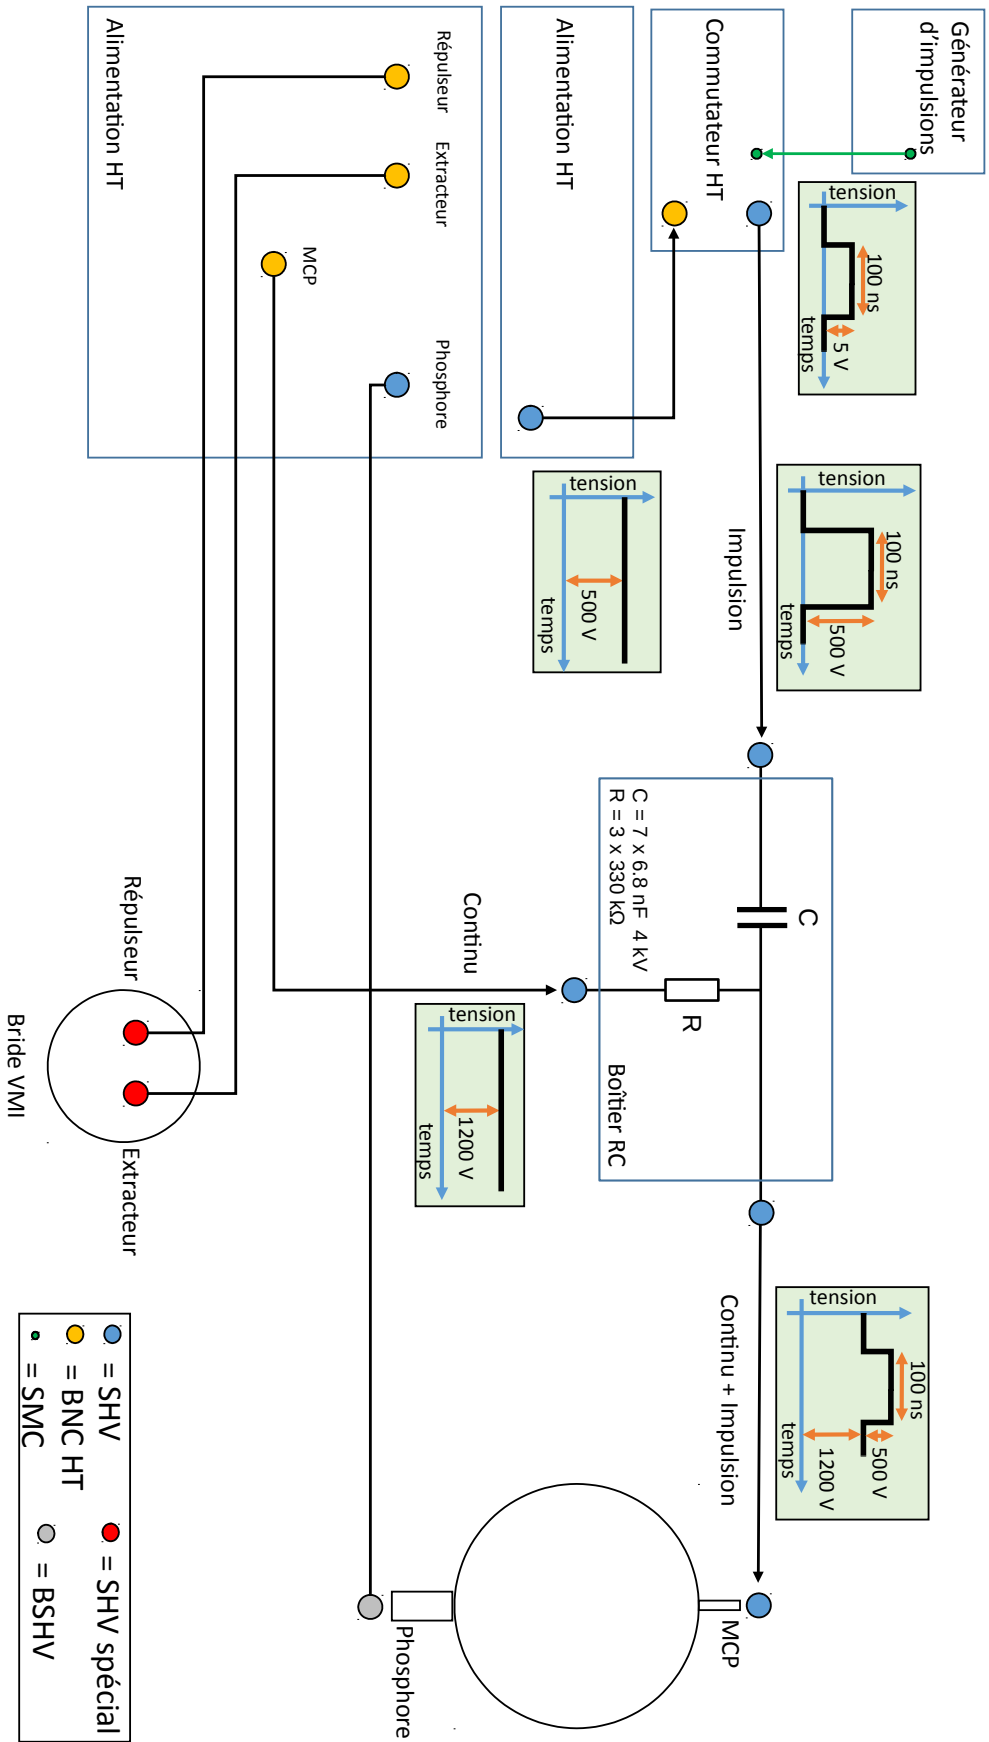 Générateur
d'impulsions
tension
100 ns
5 V
temps
Commutateur HT
tension
100 ns
500 V
temps
Impulsion
Alimentation HT
tension
500 V
temps
C
C = 7 x 6.8 nF 4 kV
R = 3 x 330 kΩ
R
Boîtier RC
tension
100 ns
500 V
1200 V
temps
Continu + Impulsion
MCP
Phosphore
Alimentation HT
Répulseur
Extracteur
MCP
Phosphore
Continu
tension
1200 V
temps
Répulseur
Extracteur
Bride VMI
= SHV
= SHV spécial
= BNC HT
= SMC
= BSHV